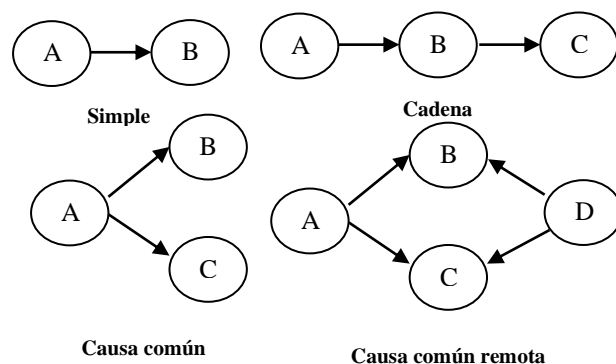 A B
Simple
A B C
Cadena
A
B
C
Causa común
A
B
C
D
Causa común remota